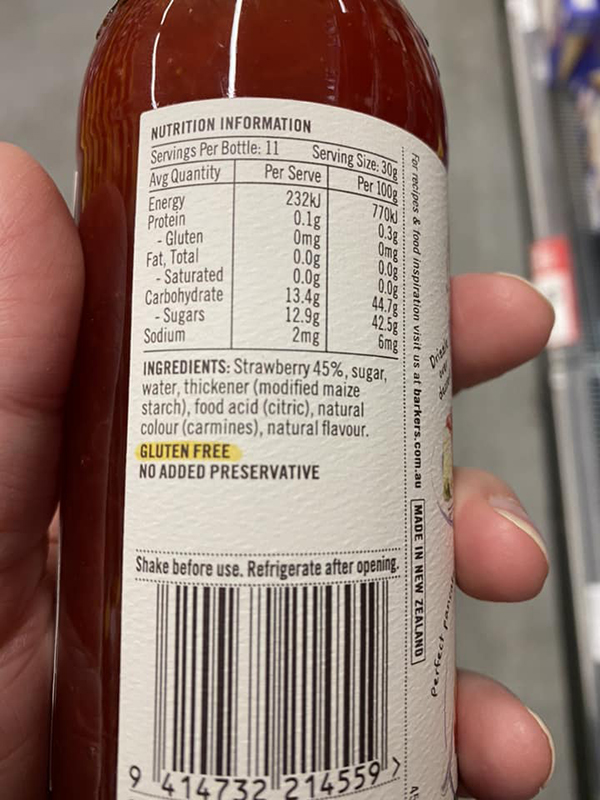 NUTRITION INFORMATION
Servings Per Bottle: 11 Serving Size: 30g
Avg Quantity Per Serve Per 100g
Energy 232kJ 770kJ
Protein 0.1g 0.3g
- Gluten 0mg 0mg
Fat, Total 0.0g 0.0g
- Saturated 0.0g 0.0g
Carbohydrate 13.4g 44.7g
- Sugars 12.9g 42.5g
Sodium 2mg 6mg
INGREDIENTS: Strawberry 45%, sugar,
water, thickener (modified maize
starch), food acid (citric), natural
colour (carmines), natural flavour.
GLUTEN FREE
NO ADDED PRESERVATIVE
Shake before use. Refrigerate after opening.
9 414732 214559 >
For recipes & food inspiration visit us at barkers.com.au MADE IN NEW ZEALAND
Perfect